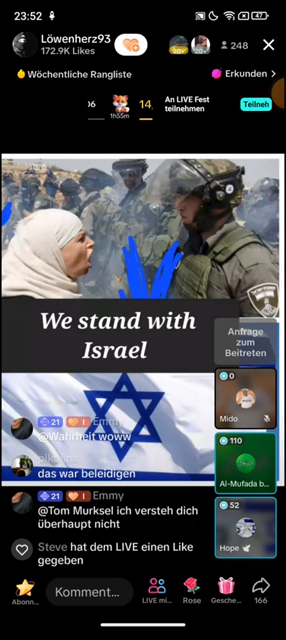 23:52
47
Löwenherz93
172.9K Likes
248
Wöchentliche Rangliste
Erkunden >
1h55m
14
An LIVE Fest
teilnehmen
Teilneh
We stand with
Israel
Anfrage
zum
Beitreten
0
Mido
110
Al-Mufada b...
52
Hope
21 I Emmy
@Wahrheit woww
das war beleidigen
21 I Emmy
@Tom Murksel ich versteh dich
überhaupt nicht
Steve hat dem LIVE einen Like
gegeben
Abonn...
Komment...
LIVE mi...
Rose
Gesche...
166